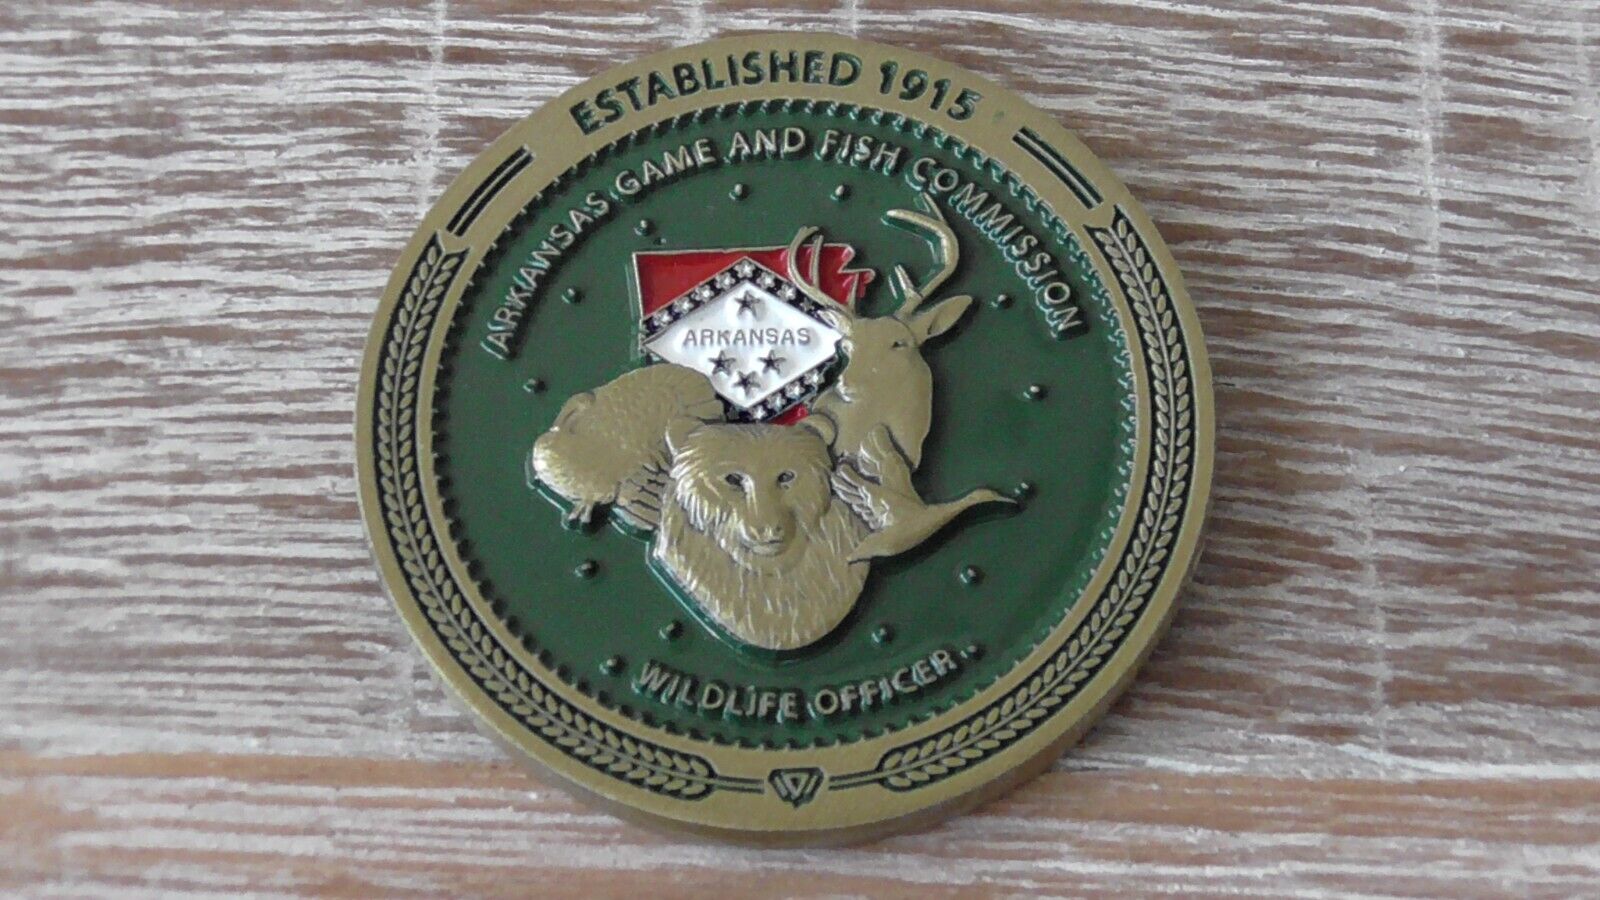 ESTABLISHED 1915
ARKANSAS GAME AND FISH COMMISSION
ARKANSAS
WILDLIFE OFFICER